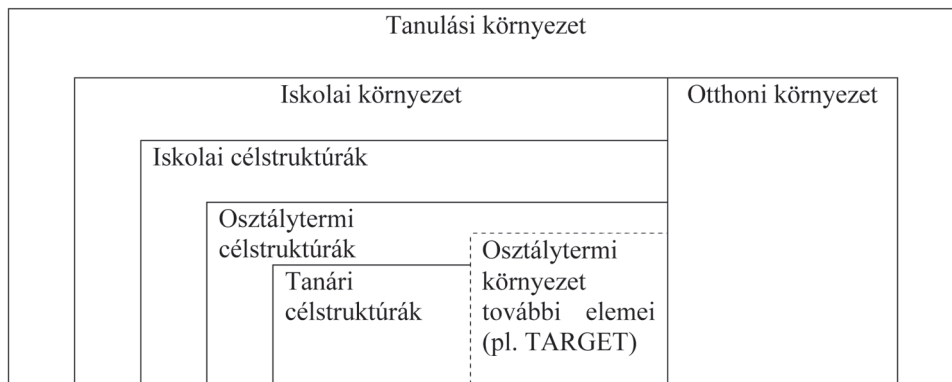 Tanulási környezet
Iskolai környezet
Otthoni környezet
Iskolai célstruktúrák
Osztálytermi
célstruktúrák
Osztálytermi
környezet
további elemei
(pl. TARGET)
Tanári
célstruktúrák